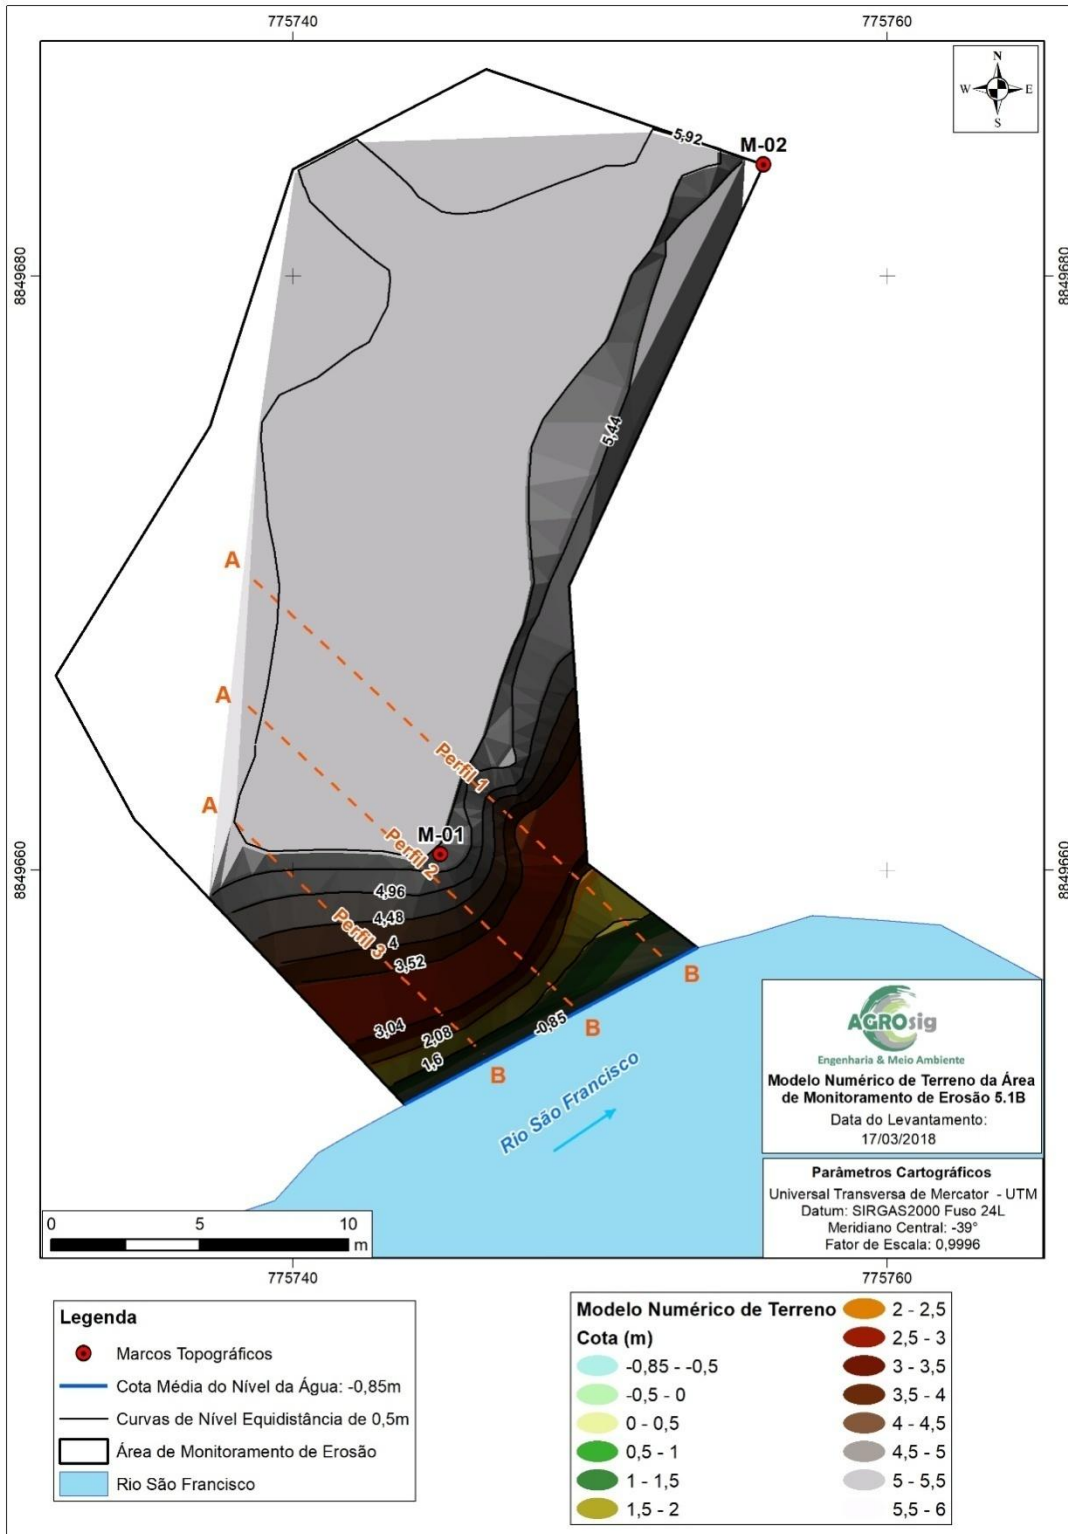 775740
775760
N
W
E
S
5,92
M-02
8849680
8849680
5,44
A
A
Perfil 1
A
M-01
Perfil 2
8849660
8849660
4,96
4,48
Perfil 3
4
3,52
B
3,04
2,08
-0,85
B
1,6
B
Rio São Francisco
AGROsig
Engenharia & Meio Ambiente
Modelo Numérico de Terreno da Área
de Monitoramento de Erosão 5.1B
Data do Levantamento:
17/03/2018
Parâmetros Cartográficos
Universal Transversa de Mercator - UTM
Datum: SIRGAS2000 Fuso 24L
Meridiano Central: -39°
Fator de Escala: 0,9996
0
5
10
m
775740
775760
Legenda
Marcos Topográficos
Cota Média do Nível da Água: -0,85m
Curvas de Nível Equidistância de 0,5m
Área de Monitoramento de Erosão
Rio São Francisco
Modelo Numérico de Terreno
Cota (m)
-0,85 - -0,5
-0,5 - 0
0 - 0,5
0,5 - 1
1 - 1,5
1,5 - 2
2 - 2,5
2,5 - 3
3 - 3,5
3,5 - 4
4 - 4,5
4,5 - 5
5 - 5,5
5,5 - 6